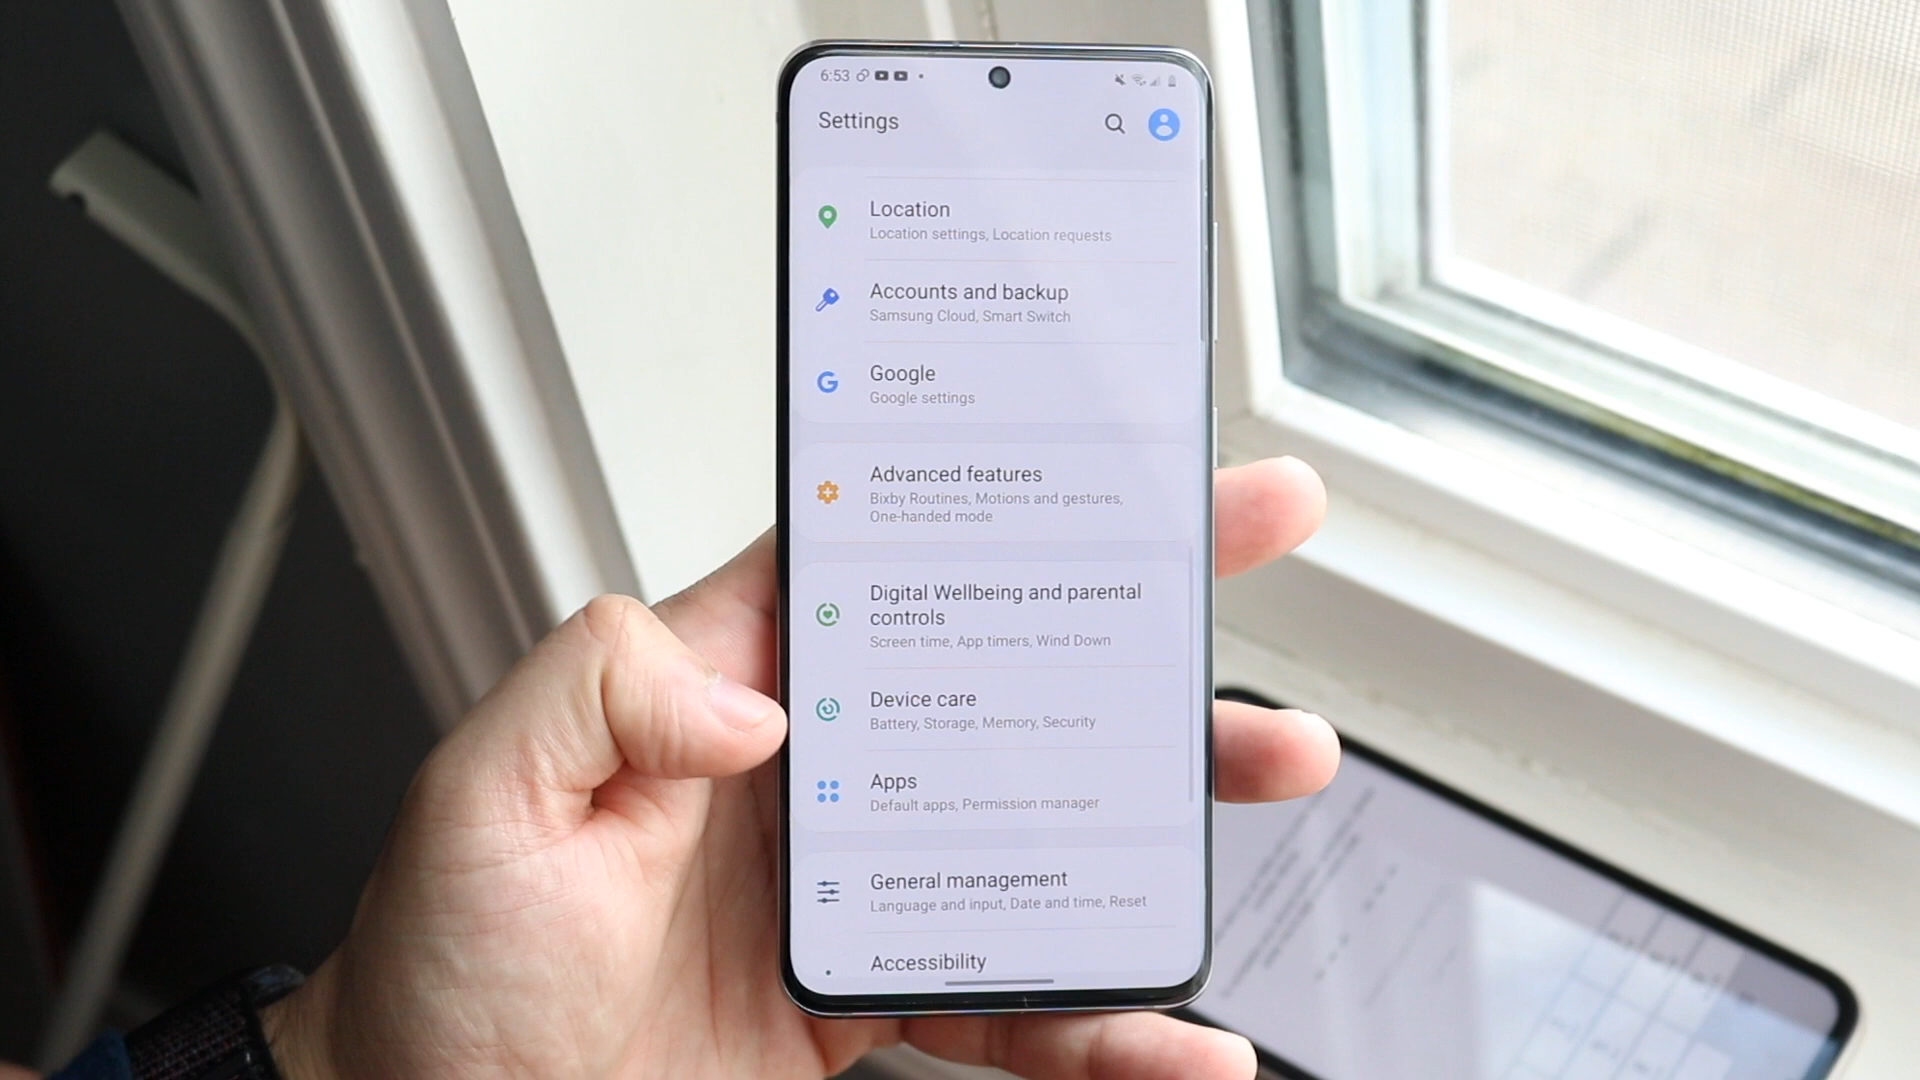 6:53
Settings
Location
Location settings, Location requests
Accounts and backup
Samsung Cloud, Smart Switch
Google
Google settings
Advanced features
Bixby Routines, Motions and gestures,
One-handed mode
Digital Wellbeing and parental
controls
Screen time, App timers, Wind Down
Device care
Battery, Storage, Memory, Security
Apps
Default apps, Permission manager
General management
Language and input, Date and time, Reset
Accessibility